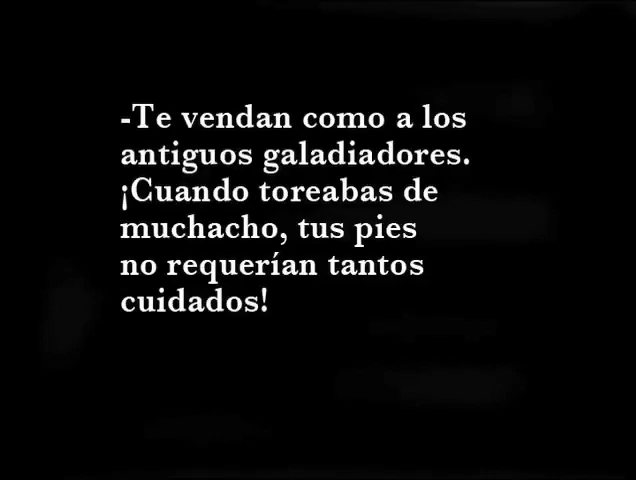 -Te vendan como a los
antiguos galadiadores.
¡Cuando toreabas de
muchacho, tus pies
no requerían tantos
cuidados!